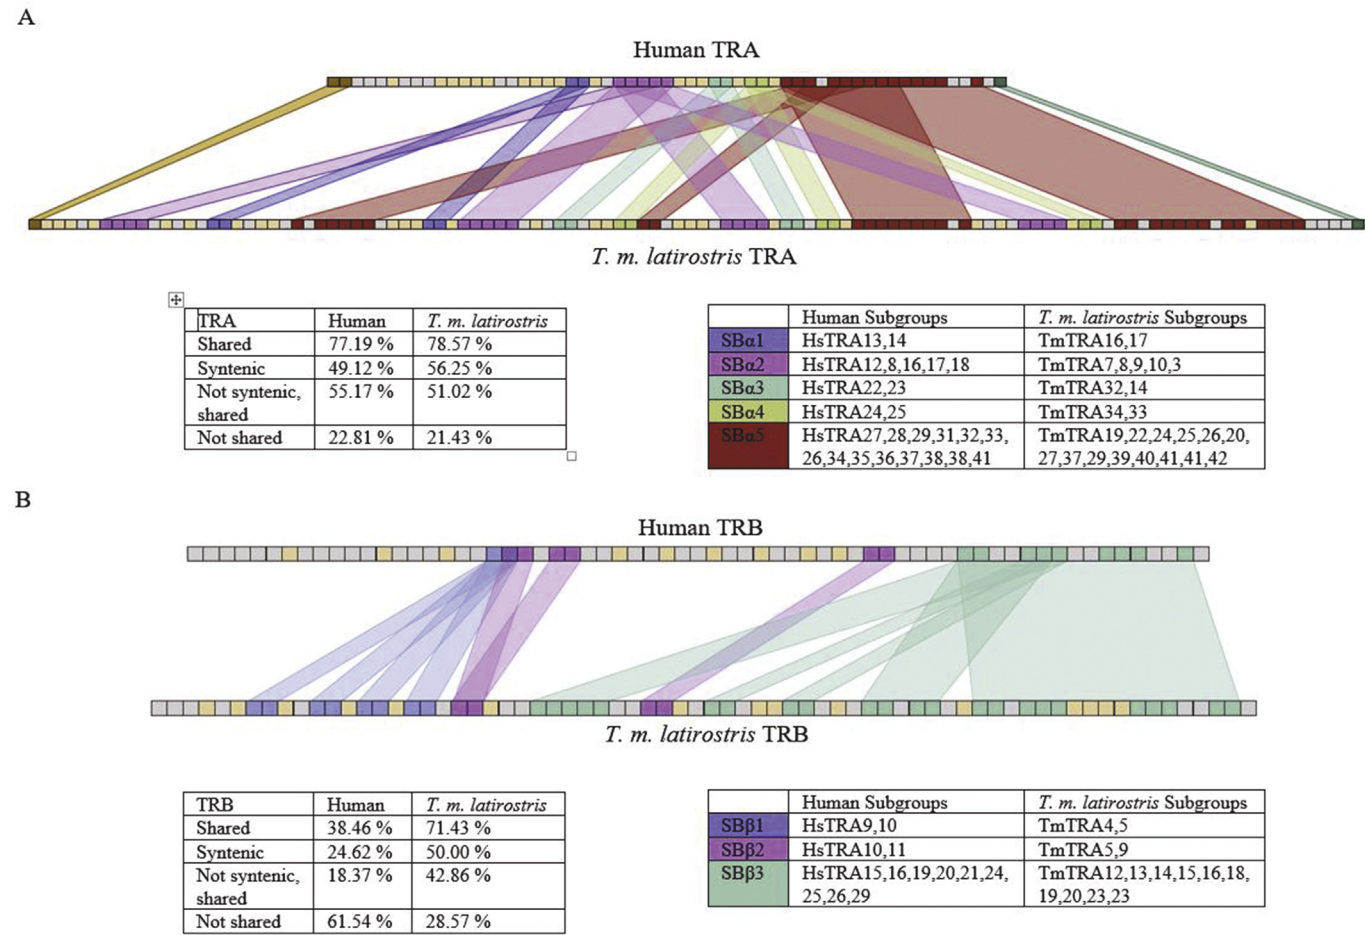 A
Human TRA
T. m. latirostris TRA
TRA Human T. m. latirostris
Shared 77.19 % 78.57 %
Syntenic 49.12 % 56.25 %
Not syntenic, 55.17 % 51.02 %
shared
Not shared 22.81 % 21.43 %
Human Subgroups T. m. latirostris Subgroups
SBα1 HsTRA13,14 TmTRA16,17
SBα2 HsTRA12,8,16,17,18 TmTRA7,8,9,10,3
SBα3 HsTRA22,23 TmTRA32,14
SBα4 HsTRA24,25 TmTRA34,33
SBα5 HsTRA27,28,29,31,32,33, TmTRA19,22,24,25,26,20,
26,34,35,36,37,38,38,41 27,37,29,39,40,41,41,42
B
Human TRB
T. m. latirostris TRB
TRB Human T. m. latirostris
Shared 38.46 % 71.43 %
Syntenic 24.62 % 50.00 %
Not syntenic, 18.37 % 42.86 %
shared
Not shared 61.54 % 28.57 %
Human Subgroups T. m. latirostris Subgroups
SBβ1 HsTRA9,10 TmTRA4,5
SBβ2 HsTRA10,11 TmTRA5,9
SBβ3 HsTRA15,16,19,20,21,24, TmTRA12,13,14,15,16,18,
25,26,29 19,20,23,23